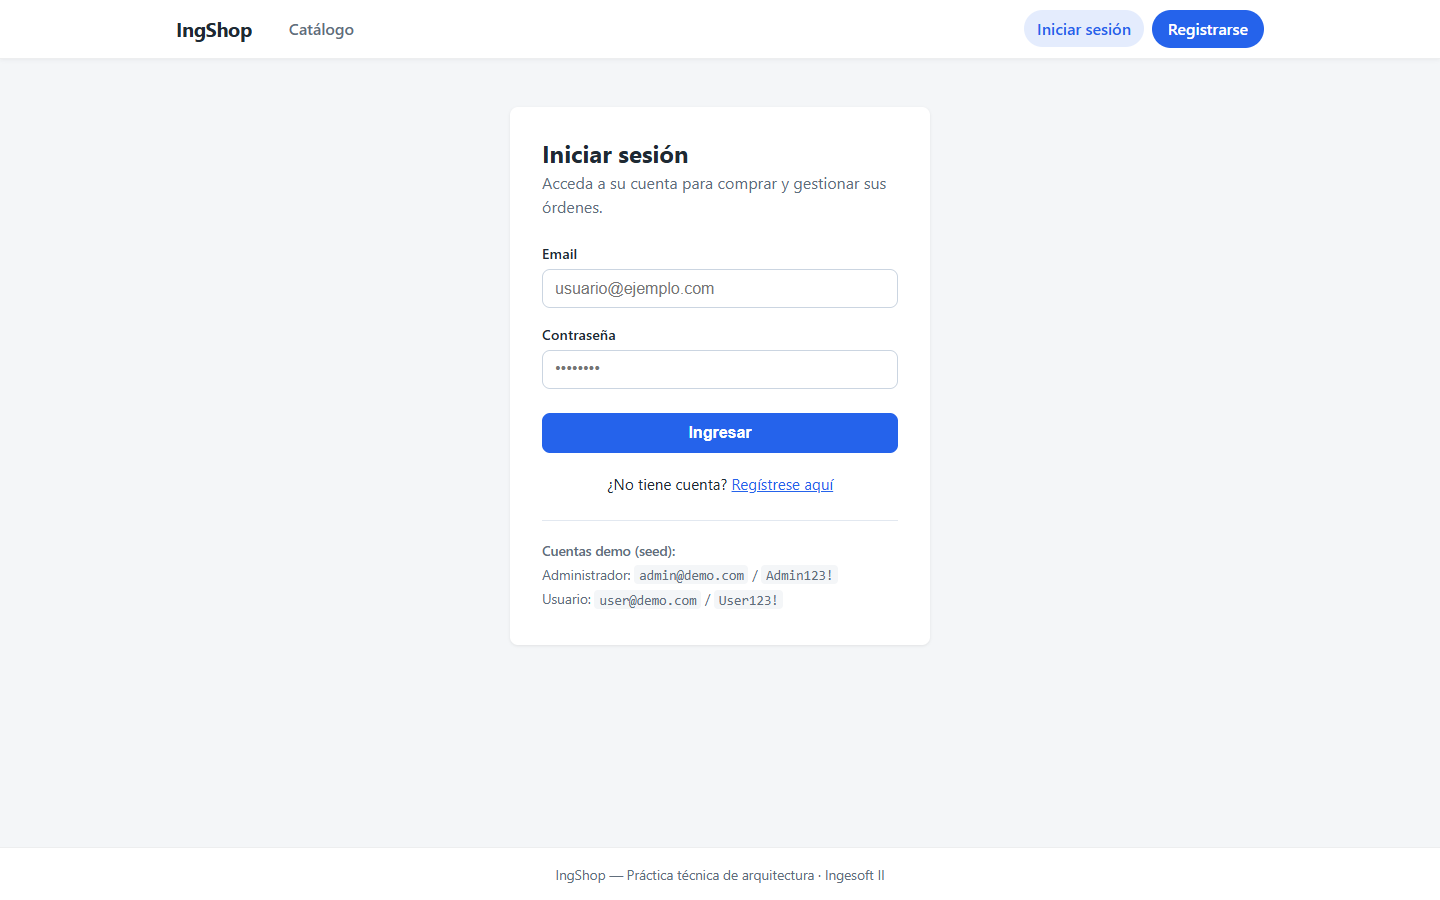 IngShop
Catálogo
Iniciar sesión
Registrarse
Iniciar sesión
Acceda a su cuenta para comprar y gestionar sus
órdenes.
Email
usuario@ejemplo.com
Contraseña
••••••••
Ingresar
¿No tiene cuenta? Regístrese aquí
Cuentas demo (seed):
Administrador: admin@demo.com / Admin123!
Usuario: user@demo.com / User123!
IngShop — Práctica técnica de arquitectura · Ingesoft II